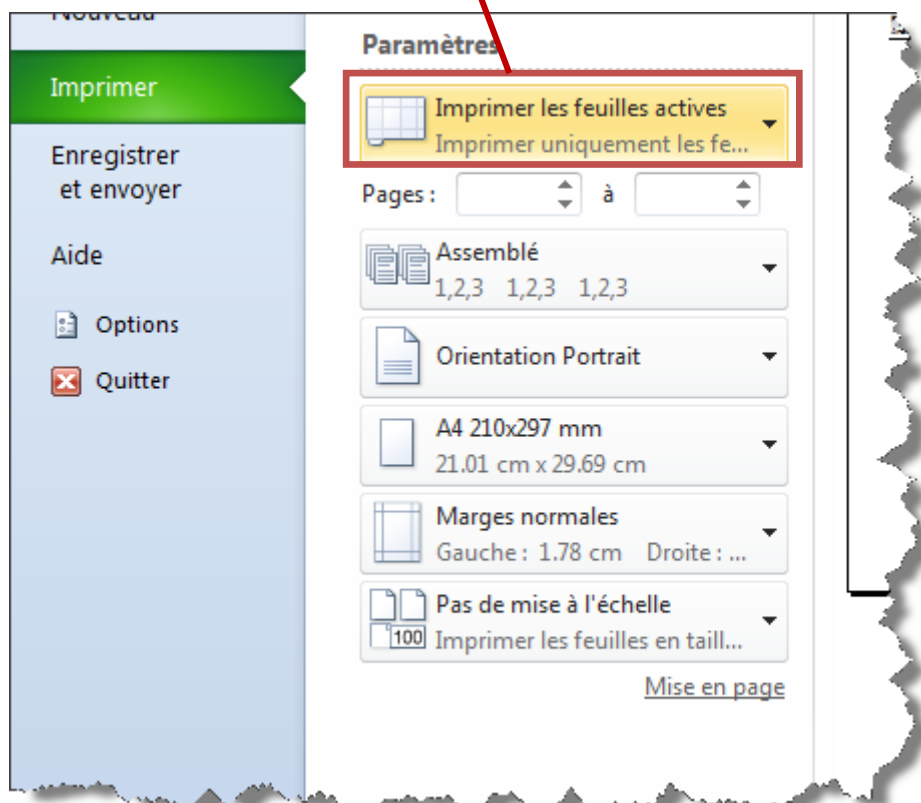 Nouveau
Imprimer
Enregistrer
et envoyer
Aide
Options
Quitter
Paramètres
Imprimer les feuilles actives
Imprimer uniquement les fe...
Pages : à
Assemblé
1,2,3 1,2,3 1,2,3
Orientation Portrait
A4 210x297 mm
21.01 cm x 29.69 cm
Marges normales
Gauche : 1.78 cm Droite : ...
Pas de mise à l'échelle
100
Imprimer les feuilles en taill...
Mise en page